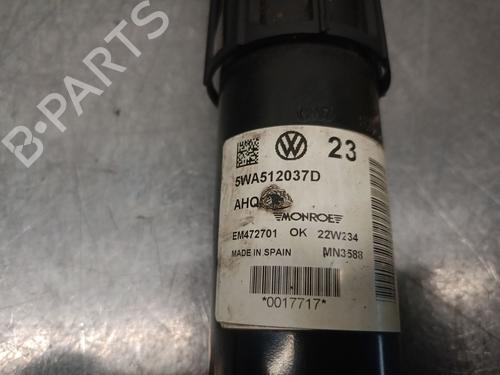 B-PARTS
23
5WA512037D
AHQ
MONROE
EM472701 OK 22W234
MADE IN SPAIN MN3588
*0017717*